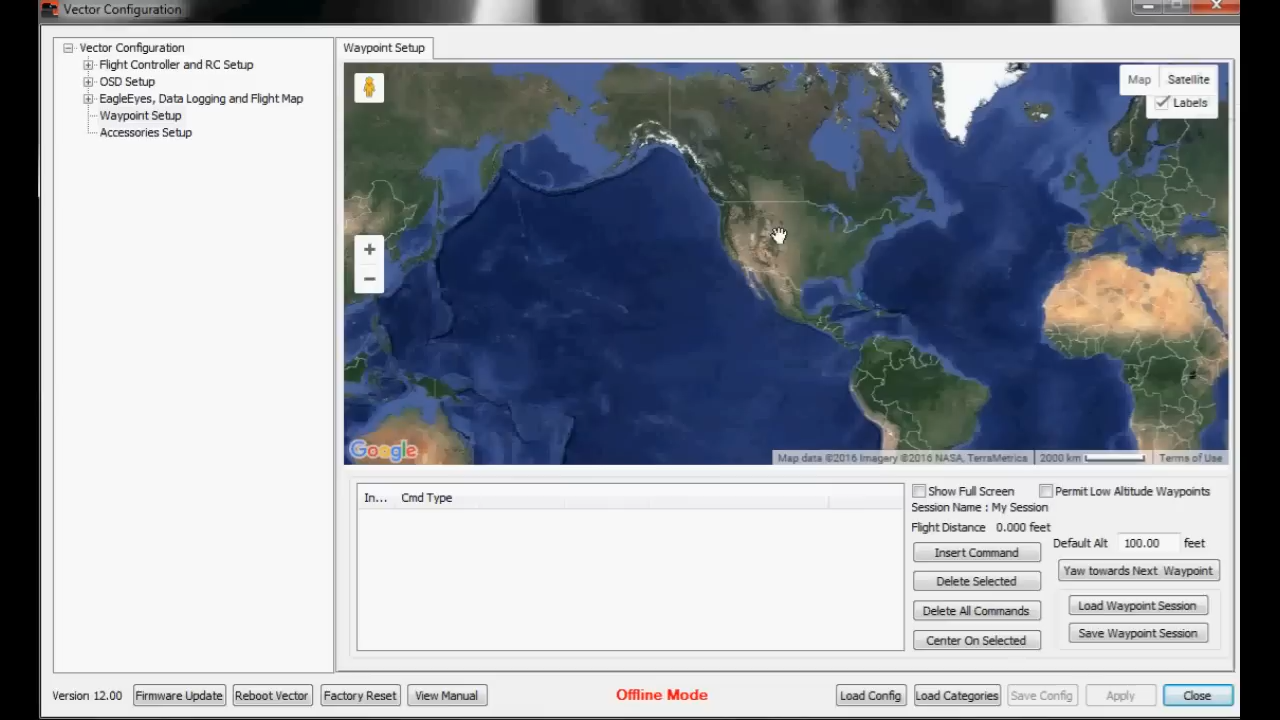 Vector Configuration
Vector Configuration
Flight Controller and RC Setup
OSD Setup
EagleEyes, Data Logging and Flight Map
Waypoint Setup
Accessories Setup
Waypoint Setup
Map Satellite
Labels
Google
Map data ©2016 Imagery ©2016 NASA, TerraMetrics 2000 km Terms of Use
In... Cmd Type
Show Full Screen Permit Low Altitude Waypoints
Session Name : My Session
Flight Distance 0.000 feet
Default Alt 100.00 feet
Insert Command
Yaw towards Next Waypoint
Delete Selected
Load Waypoint Session
Delete All Commands
Save Waypoint Session
Center On Selected
Version 12.00 Firmware Update Reboot Vector Factory Reset View Manual Offline Mode Load Config Load Categories Save Config Apply Close